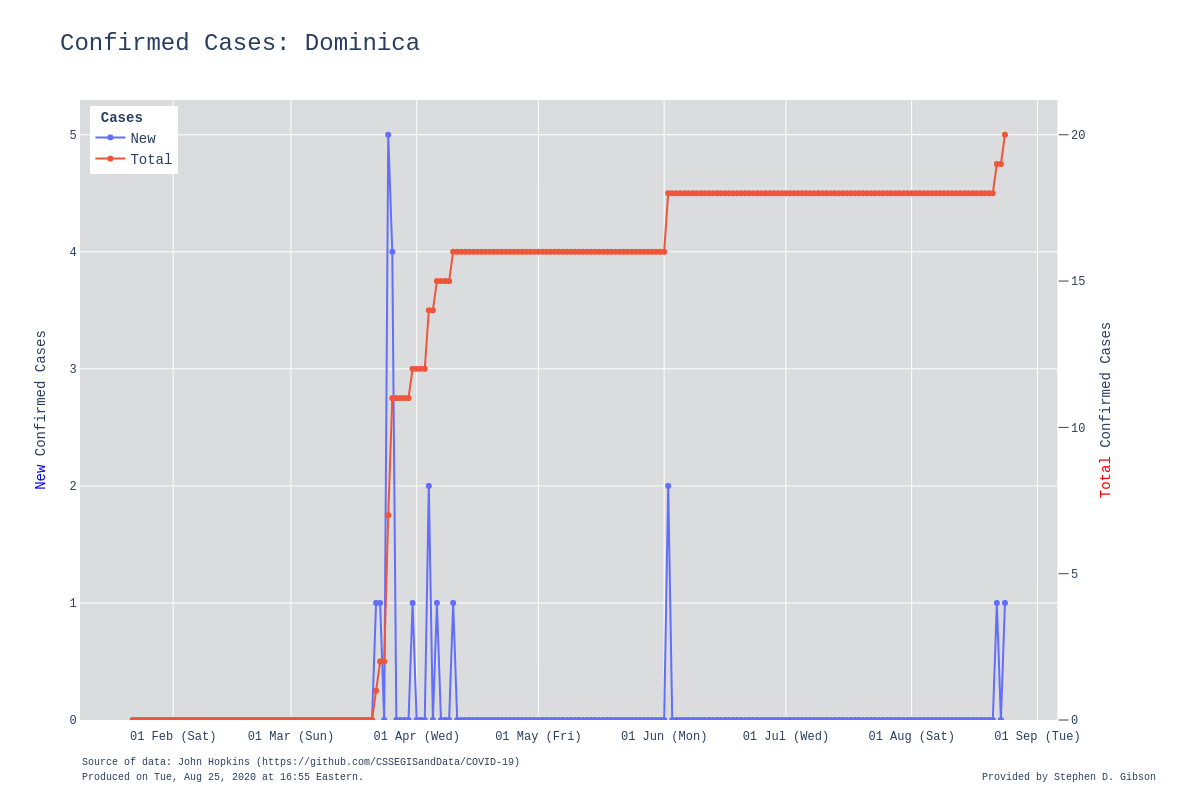 Confirmed Cases: Dominica
Cases
New
Total
5
4
3
2
1
0
20
15
10
5
0
New Confirmed Cases
Total Confirmed Cases
01 Feb (Sat)
01 Mar (Sun)
01 Apr (Wed)
01 May (Fri)
01 Jun (Mon)
01 Jul (Wed)
01 Aug (Sat)
01 Sep (Tue)
Source of data: John Hopkins (https://github.com/CSSEGISandData/COVID-19)
Produced on Tue, Aug 25, 2020 at 16:55 Eastern.
Provided by Stephen D. Gibson